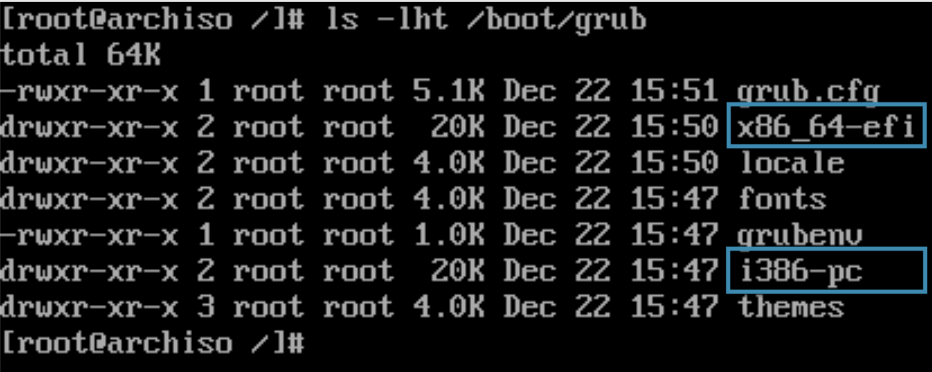 [root@archiso /]# ls -lht /boot/grub
total 64K
-rwxr-xr-x 1 root root 5.1K Dec 22 15:51 grub.cfg
drwxr-xr-x 2 root root  20K Dec 22 15:50 x86_64-efi
drwxr-xr-x 2 root root 4.0K Dec 22 15:50 locale
drwxr-xr-x 2 root root 4.0K Dec 22 15:47 fonts
-rwxr-xr-x 1 root root 1.0K Dec 22 15:47 grubenv
drwxr-xr-x 2 root root  20K Dec 22 15:47 i386-pc
drwxr-xr-x 3 root root 4.0K Dec 22 15:47 themes
[root@archiso /]#